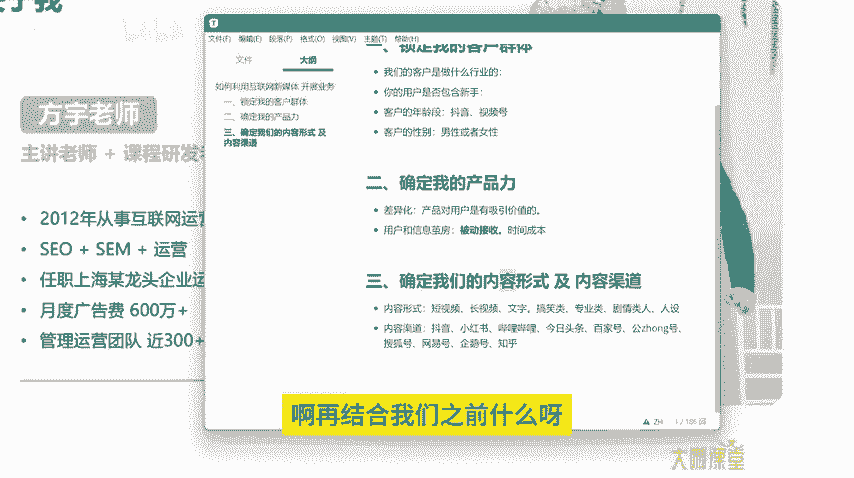 方宇老师
主讲老师 + 课程研发
• 2012年从事互联网运营
• SEO + SEM + 运营
• 任职上海某龙头企业运
• 月度广告费 600万+
• 管理运营团队 近300+
文件(F) 编辑(E) 段落(P) 格式(O) 视图(V) 主题(T) 帮助(H)
文件 大纲
如何利用互联网新媒体 开展业务
一、锁定我的客户群体
二、确定我的产品力
三、确定我们的内容形式 及
内容渠道
一、锁定我的客户群体
• 我们的客户是做什么行业的：
• 你的用户是否包含新手：
• 客户的年龄段：抖音、视频号
• 客户的性别：男性或者女性
二、确定我的产品力
• 差异化：产品对用户是有吸引价值的。
• 用户和信息茧房：被动接收。时间成本
三、确定我们的内容形式 及 内容渠道
• 内容形式：短视频、长视频、文字。搞笑类、专业类、剧情类人、人设
• 内容渠道：抖音、小红书、哔哩哔哩、今日头条、百家号、公zhong号、
搜狐号、网易号、企鹅号、知乎
啊再结合我们之前什么呀